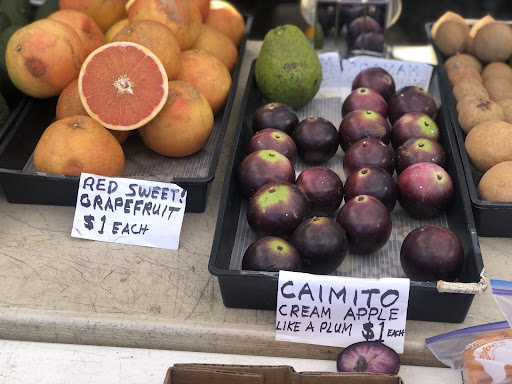 RED SWEET!
GRAPEFRUIT
$1 EACH
CAIMITO
CREAM APPLE
LIKE A PLUM $1 EACH